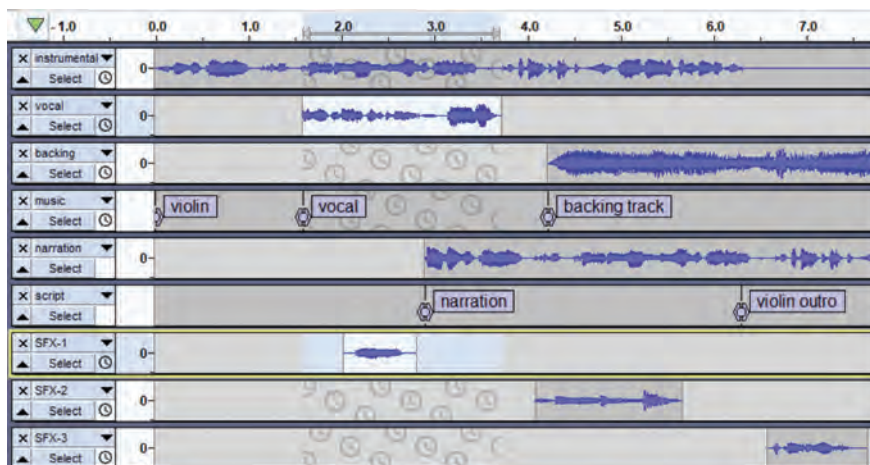 - 1.0 0.0 1.0 2.0 3.0 4.0 5.0 6.0 7.0
× instrumental
Select
0-
× vocal
Select
0-
× backing
Select
0-
× music
Select
violin vocal backing track
× narration
Select
0-
× script
Select
narration violin outro
× SFX-1
Select
0-
× SFX-2
Select
0-
× SFX-3
Select
0-